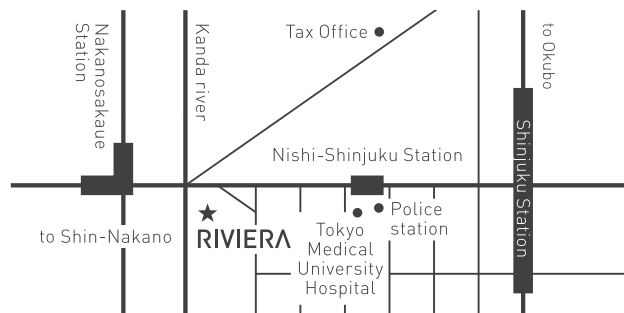 Nakanosakaue
Station
Kanda river
Tax Office
to Okubo
Nishi-Shinjuku Station
Shinjuku Station
to Shin-Nakano
RIVIERA
Police
station
Tokyo
Medical
University
Hospital